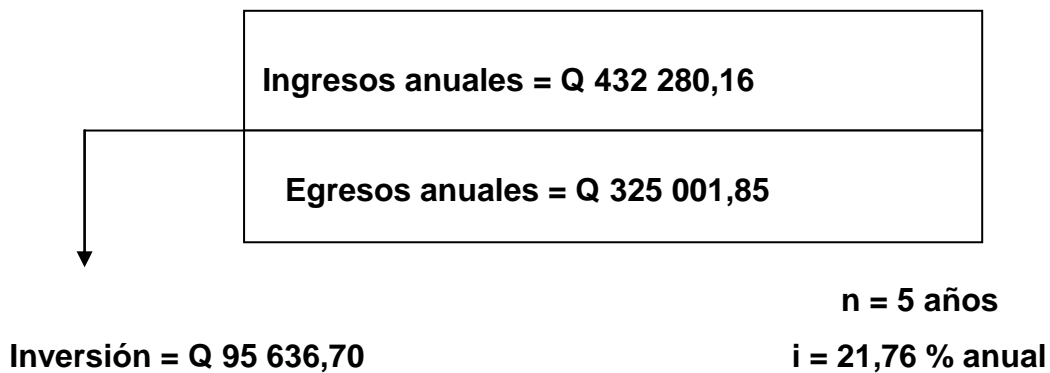 Ingresos anuales = Q 432 280,16
Egresos anuales = Q 325 001,85
n = 5 años
Inversión = Q 95 636,70
i = 21,76 % anual